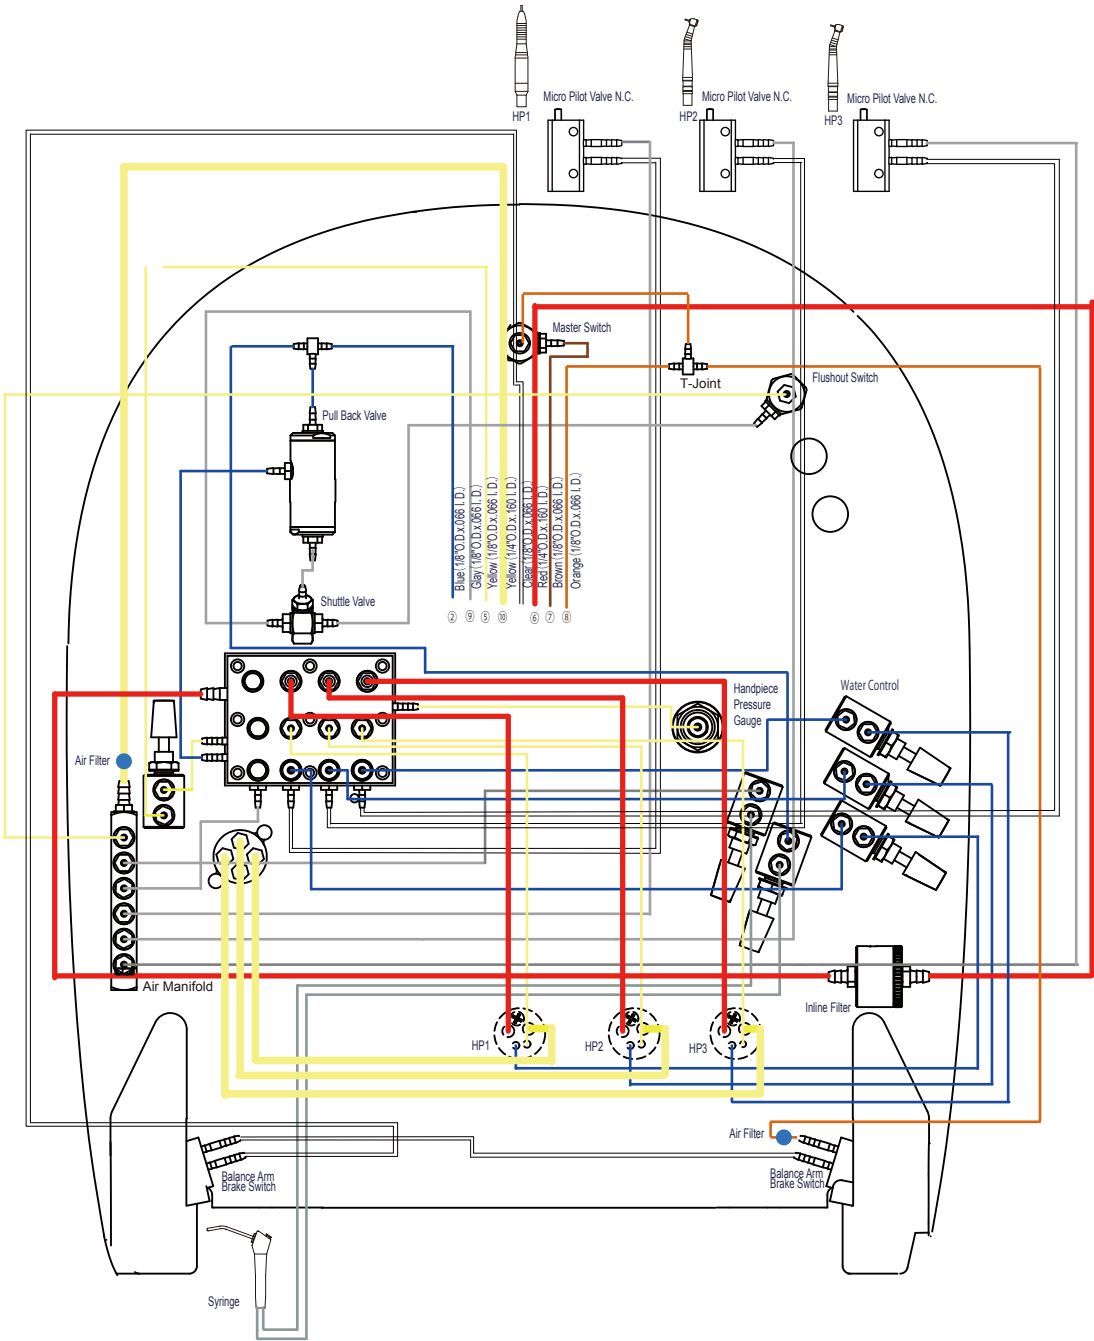 Micro Pilot Valve N.C.
Micro Pilot Valve N.C.
Micro Pilot Valve N.C.
HP1
HP2
HP3
Master Switch
T-Joint
Flushout Switch
Pull Back Valve
Shuttle Valve
Blue(1/8"O.D.x.066 I. D.)
Glay (1/8"O.D.x.066 I. D.)
Yellow (1/8"O.D.x.066 I. D.)
Yellow (1/4"O.D.x.160 I. D.)
Clear (1/8"O.D.x.066 I. D.)
Red (1/4"O.D.x.160 I. D.)
Brown (1/8"O.D.x.066 I. D.)
Orange (1/8"O.D.x.066 I. D.)
② ⑨ ⑤ ⑩ ⑥ ⑦ ⑧
Handpiece
Pressure
Gauge
Water Control
Air Filter
Air Manifold
Inline Filter
HP1
HP2
HP3
Air Filter
Balance Arm
Brake Switch
Balance Arm
Brake Switch
Syringe